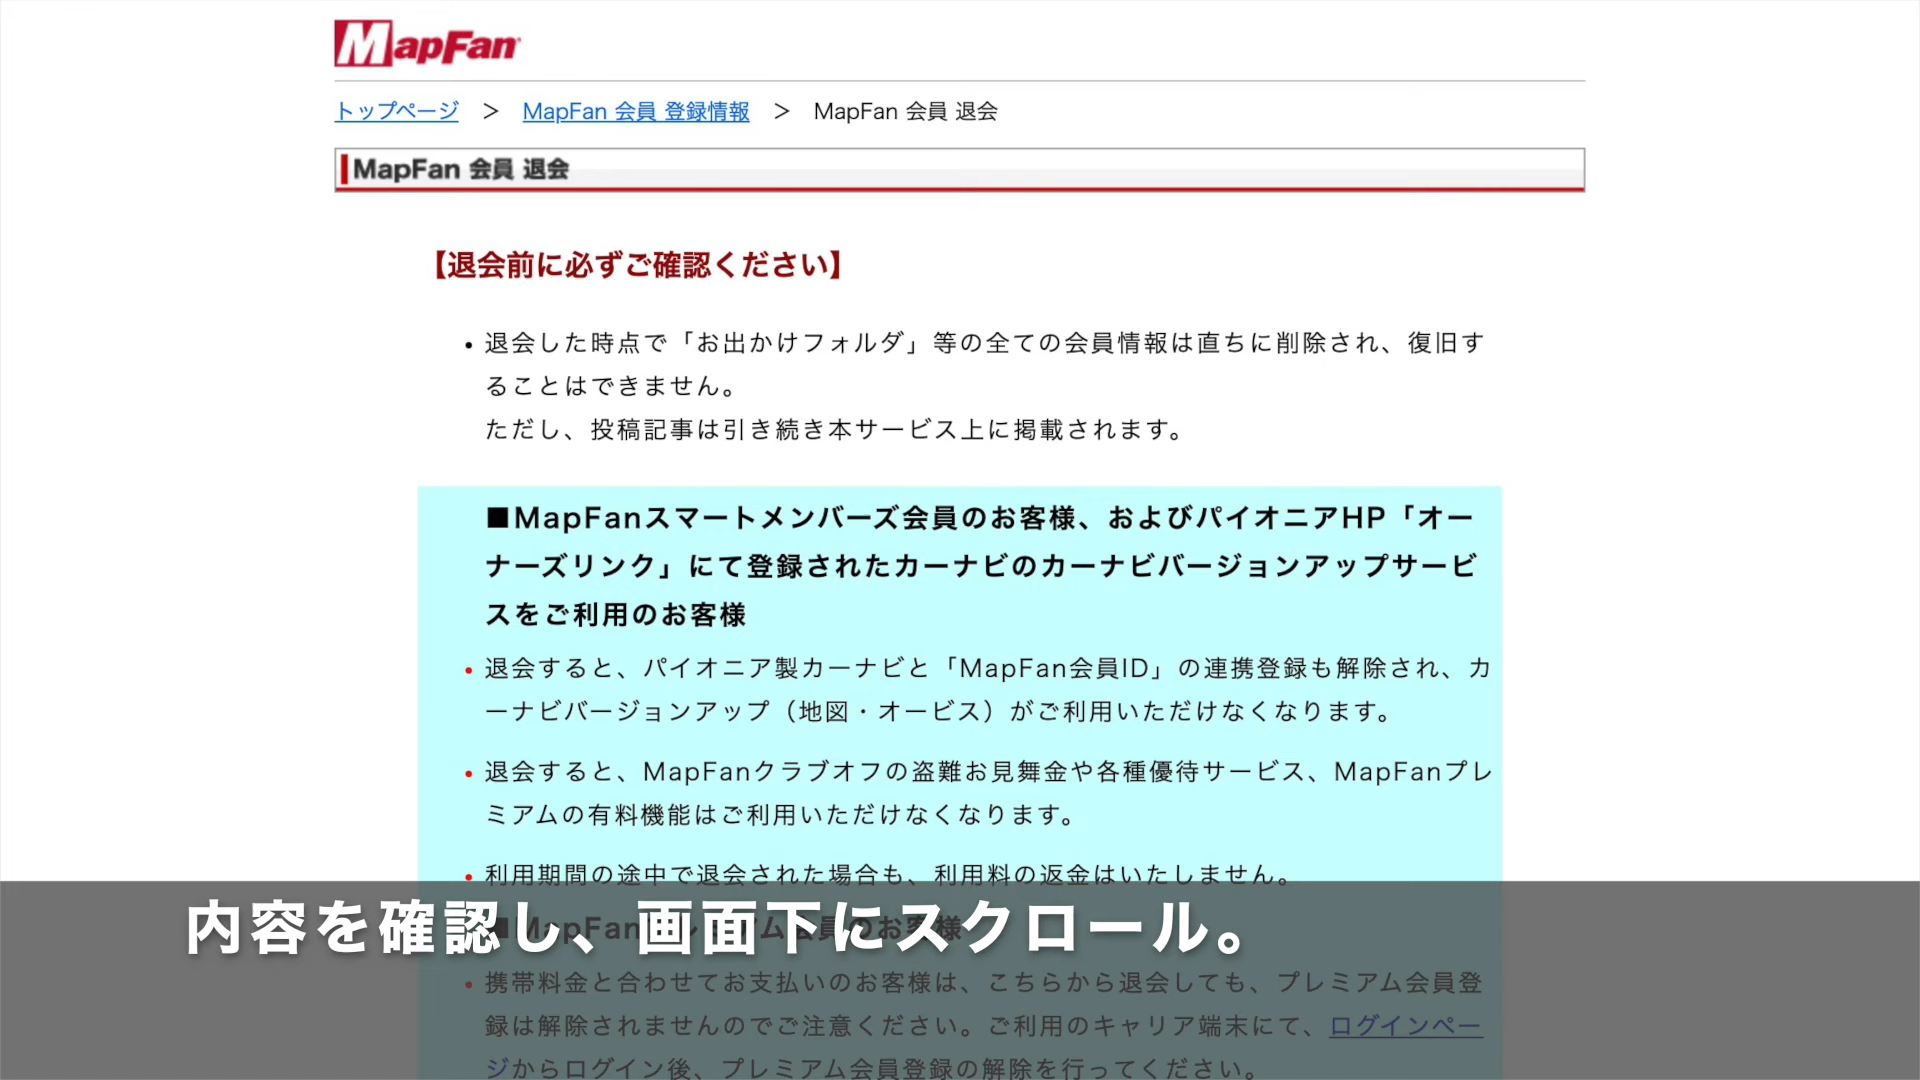 MapFan
トップページ > MapFan 会員 登録情報 > MapFan 会員 退会
MapFan 会員 退会
【退会前に必ずご確認ください】
• 退会した時点で「お出かけフォルダ」等の全ての会員情報は直ちに削除され、復旧す
ることはできません。
ただし、投稿記事は引き続き本サービス上に掲載されます。
■MapFanスマートメンバーズ会員のお客様、およびパイオニアHP「オー
ナーズリンク」にて登録されたカーナビのカーナビバージョンアップサービ
スをご利用のお客様
• 退会すると、パイオニア製カーナビと「MapFan会員ID」の連携登録も解除され、カ
ーナビバージョンアップ（地図・オービス）がご利用いただけなくなります。
• 退会すると、MapFanクラブオフの盗難お見舞金や各種優待サービス、MapFanプレ
ミアムの有料機能はご利用いただけなくなります。
• 利用期間の途中で退会された場合も、利用料の返金はいたしません。
内容を確認し、画面下にスクロール。
• 携帯料金と合わせてお支払いのお客様は、こちらから退会しても、プレミアム会員登
録は解除されませんのでご注意ください。ご利用のキャリア端末にて、ログインペー
ジからログイン後、プレミアム会員登録の解除を行ってください。